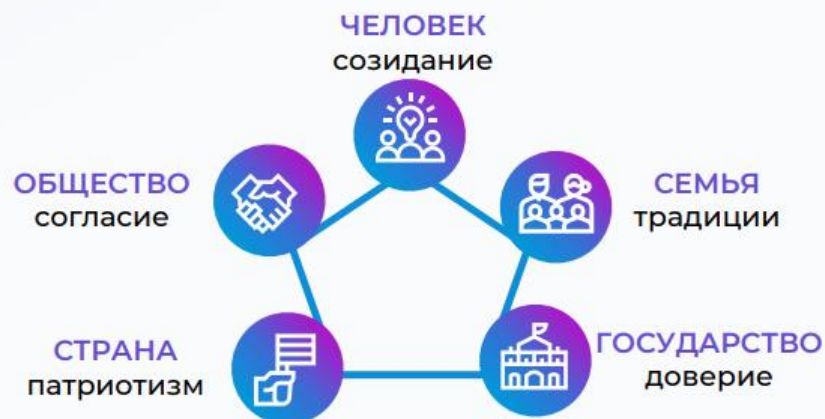 ЧЕЛОВЕК
созидание
ОБЩЕСТВО
согласие
СЕМЬЯ
традиции
СТРАНА
патриотизм
ГОСУДАРСТВО
доверие